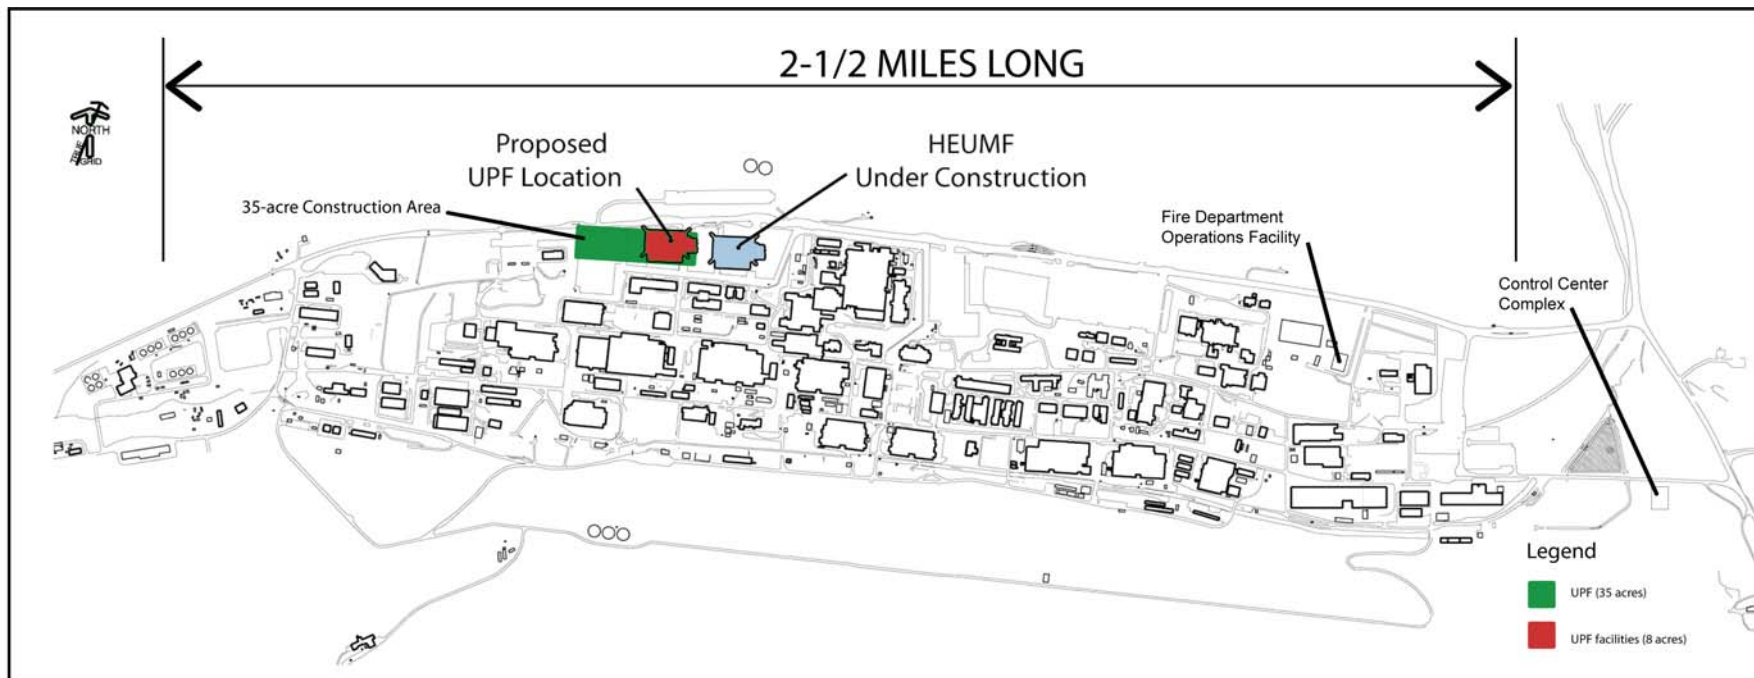 2-1/2 MILES LONG
NORTH
TRUE
GRID
Proposed
UPF Location
HEUMF
Under Construction
35-acre Construction Area
Fire Department
Operations Facility
Control Center
Complex
Legend
UPF (35 acres)
UPF facilities (8 acres)